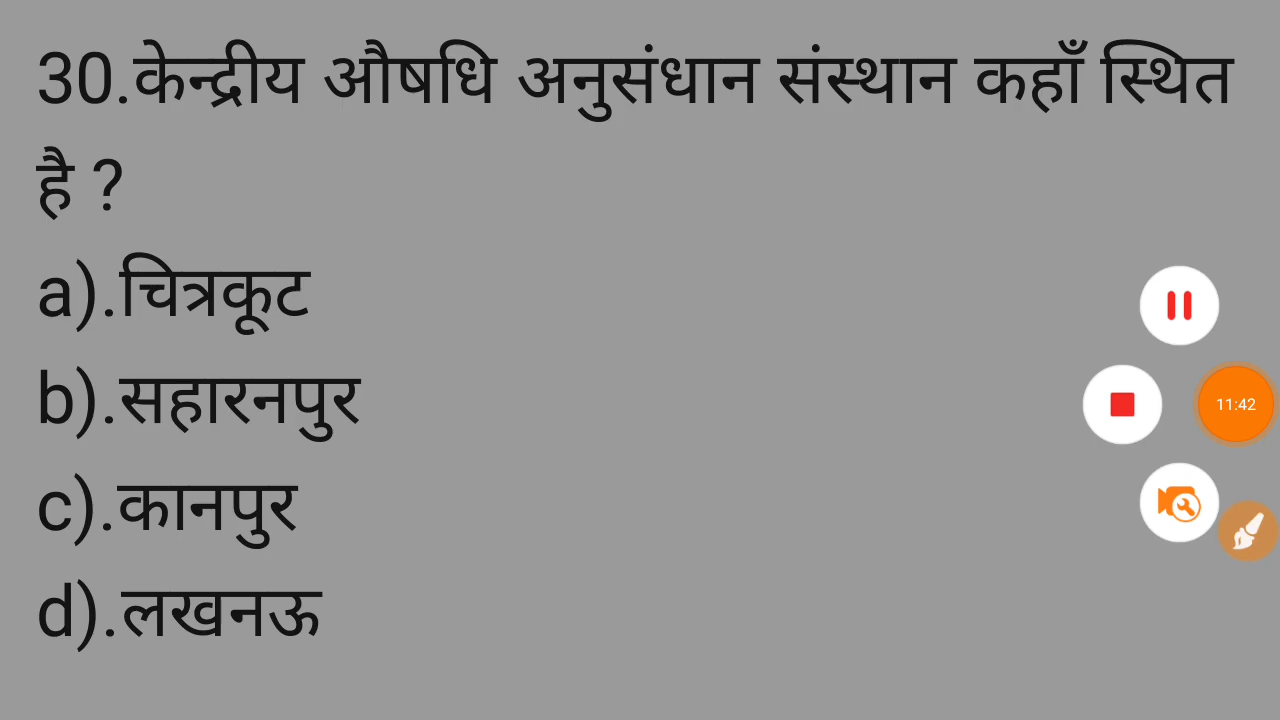 30.केन्द्रीय औषधि अनुसंधान संस्थान कहाँ स्थित
है ?
a).चित्रकूट
b).सहारनपुर
c).कानपुर
d).लखनऊ
11:42